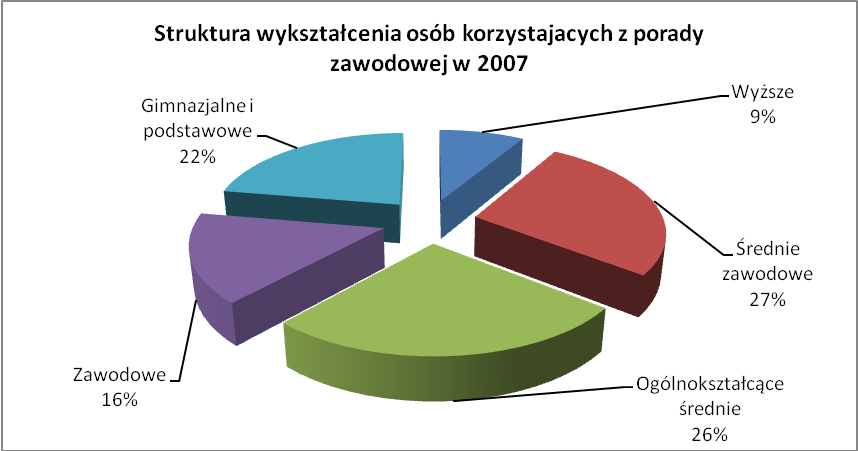 Struktura wykształcenia osób korzystajacych z porady
zawodowej w 2007
Gimnazjalne i
podstawowe
22%
Wyższe
9%
Średnie
zawodowe
27%
Zawodowe
16%
Ogólnokształcące
średnie
26%